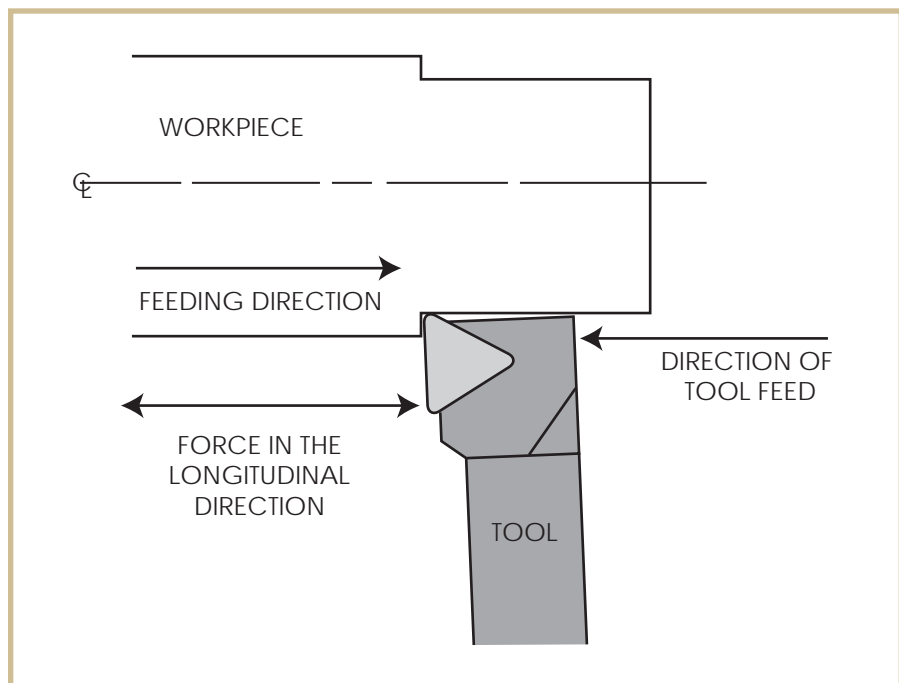 WORKPIECE
℄
FEEDING DIRECTION
DIRECTION OF
TOOL FEED
FORCE IN THE
LONGITUDINAL
DIRECTION
TOOL